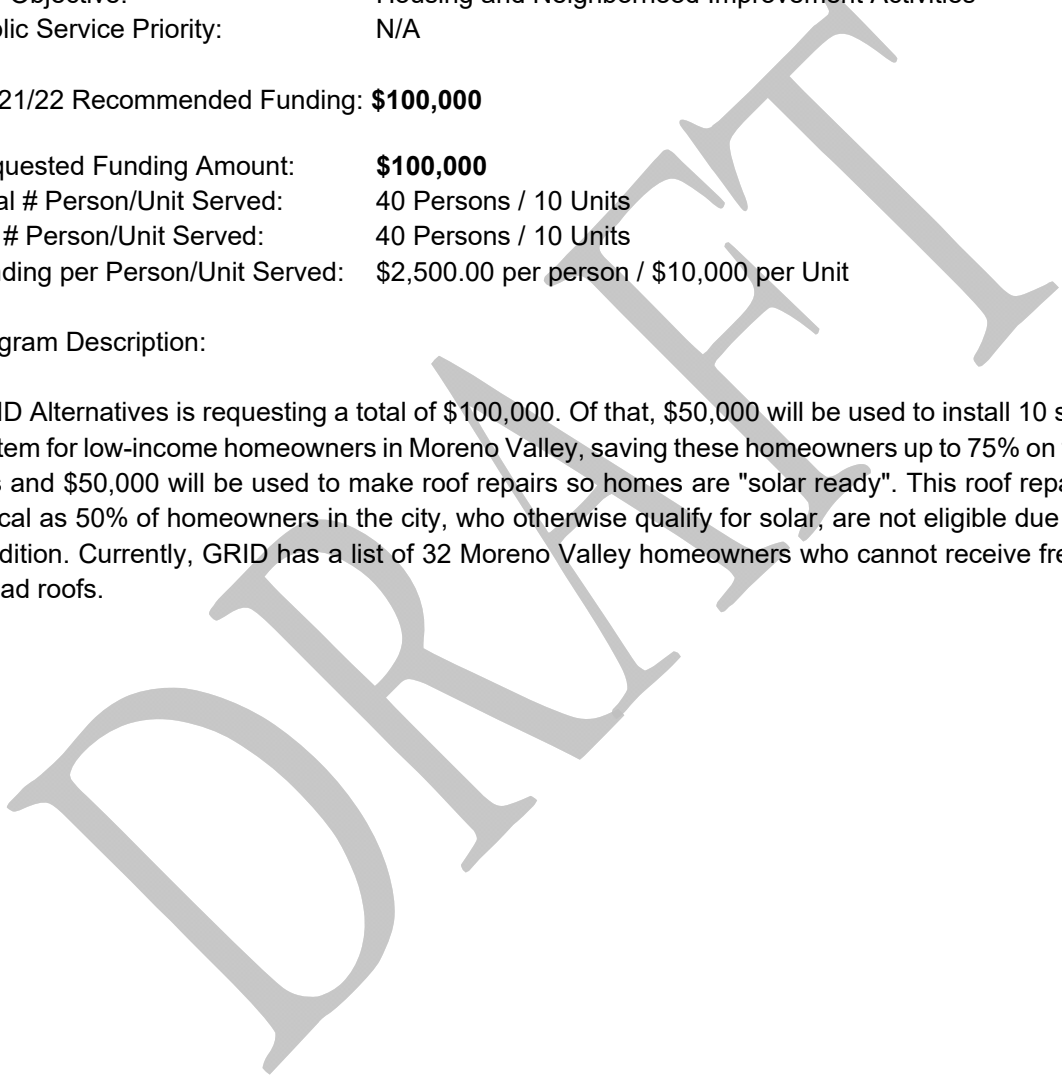 Objective: Housing and Neighborhood Improvement Activities
lic Service Priority: N/A
21/22 Recommended Funding: $100,000
quested Funding Amount: $100,000
al # Person/Unit Served: 40 Persons / 10 Units
# Person/Unit Served: 40 Persons / 10 Units
ding per Person/Unit Served: $2,500.00 per person / $10,000 per Unit
gram Description:
ID Alternatives is requesting a total of $100,000. Of that, $50,000 will be used to install 10 s
tem for low-income homeowners in Moreno Valley, saving these homeowners up to 75% on
s and $50,000 will be used to make roof repairs so homes are "solar ready". This roof repa
cal as 50% of homeowners in the city, who otherwise qualify for solar, are not eligible due
dition. Currently, GRID has a list of 32 Moreno Valley homeowners who cannot receive fre
ad roofs.
DRAFT